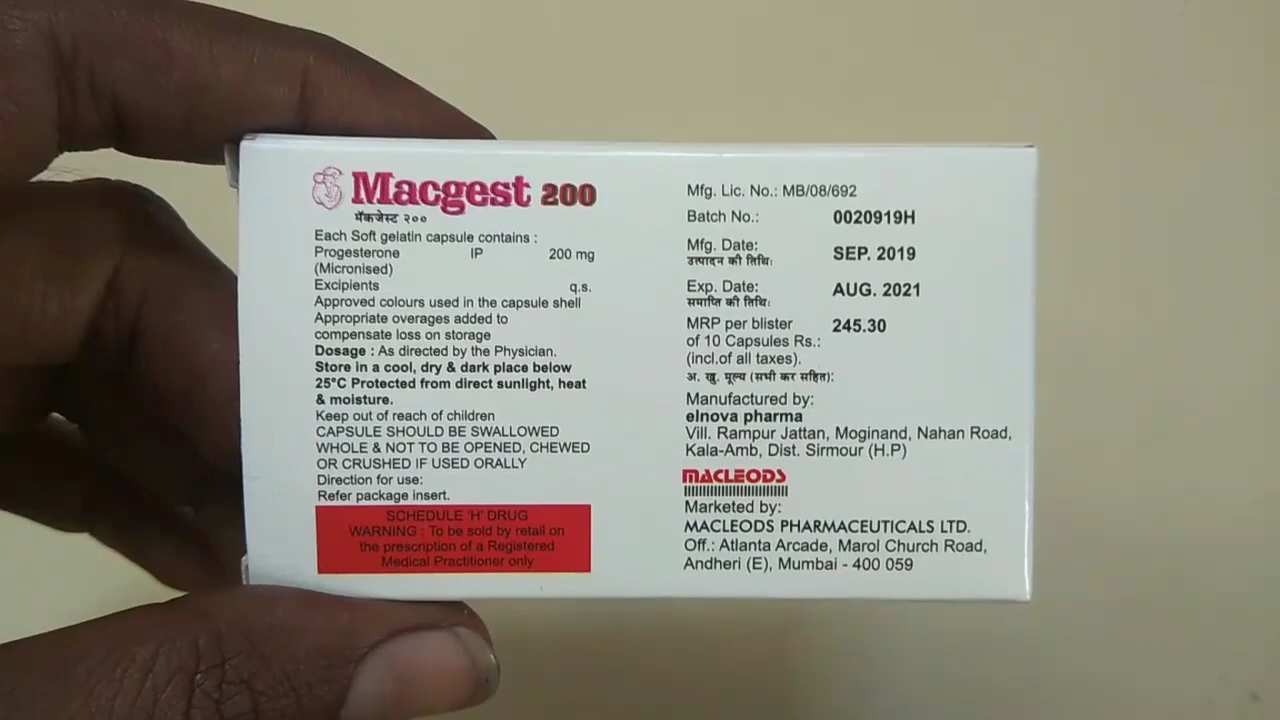 Macgest 200
मॅकजेस्ट २००
Each Soft gelatin capsule contains :
Progesterone IP 200 mg
(Micronised)
Excipients q.s.
Approved colours used in the capsule shell
Appropriate overages added to
compensate loss on storage
Dosage : As directed by the Physician.
Store in a cool, dry & dark place below
25°C Protected from direct sunlight, heat
& moisture.
Keep out of reach of children
CAPSULE SHOULD BE SWALLOWED
WHOLE & NOT TO BE OPENED, CHEWED
OR CRUSHED IF USED ORALLY
Direction for use:
Refer package insert.
SCHEDULE 'H' DRUG
WARNING : To be sold by retail on
the prescription of a Registered
Medical Practitioner only
Mfg. Lic. No.: MB/08/692
Batch No.: 0020919H
Mfg. Date: SEP. 2019
उत्पादन की तिथि:
Exp. Date: AUG. 2021
समाप्ति की तिथि:
MRP per blister 245.30
of 10 Capsules Rs.:
(incl.of all taxes).
अ. खु. मूल्य (सभी कर सहित):
Manufactured by:
elnova pharma
Vill. Rampur Jattan, Moginand, Nahan Road,
Kala-Amb, Dist. Sirmour (H.P)
MACLEODS
Marketed by:
MACLEODS PHARMACEUTICALS LTD.
Off.: Atlanta Arcade, Marol Church Road,
Andheri (E), Mumbai - 400 059